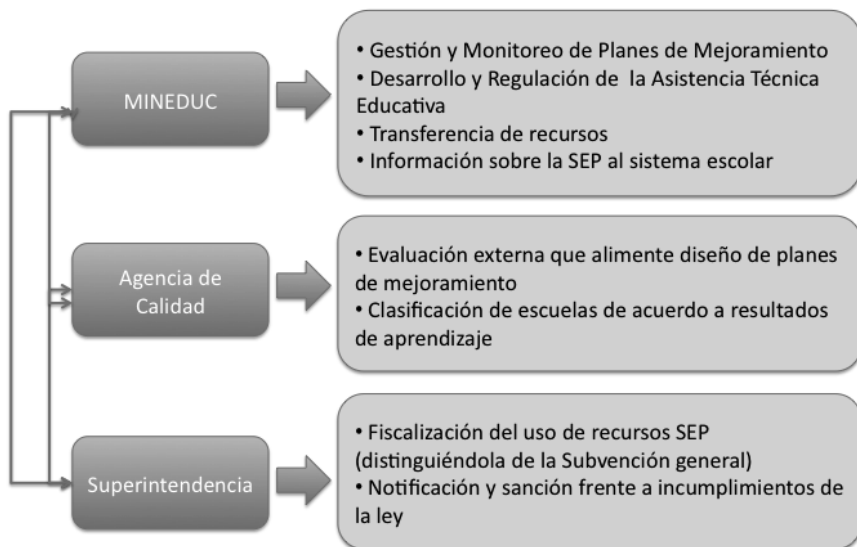 MINEDUC
• Gestión y Monitoreo de Planes de Mejoramiento
• Desarrollo y Regulación de la Asistencia Técnica
Educativa
• Transferencia de recursos
• Información sobre la SEP al sistema escolar
Agencia de
Calidad
• Evaluación externa que alimente diseño de planes
de mejoramiento
• Clasificación de escuelas de acuerdo a resultados
de aprendizaje
Superintendencia
• Fiscalización del uso de recursos SEP
(distinguiéndola de la Subvención general)
• Notificación y sanción frente a incumplimientos de
la ley